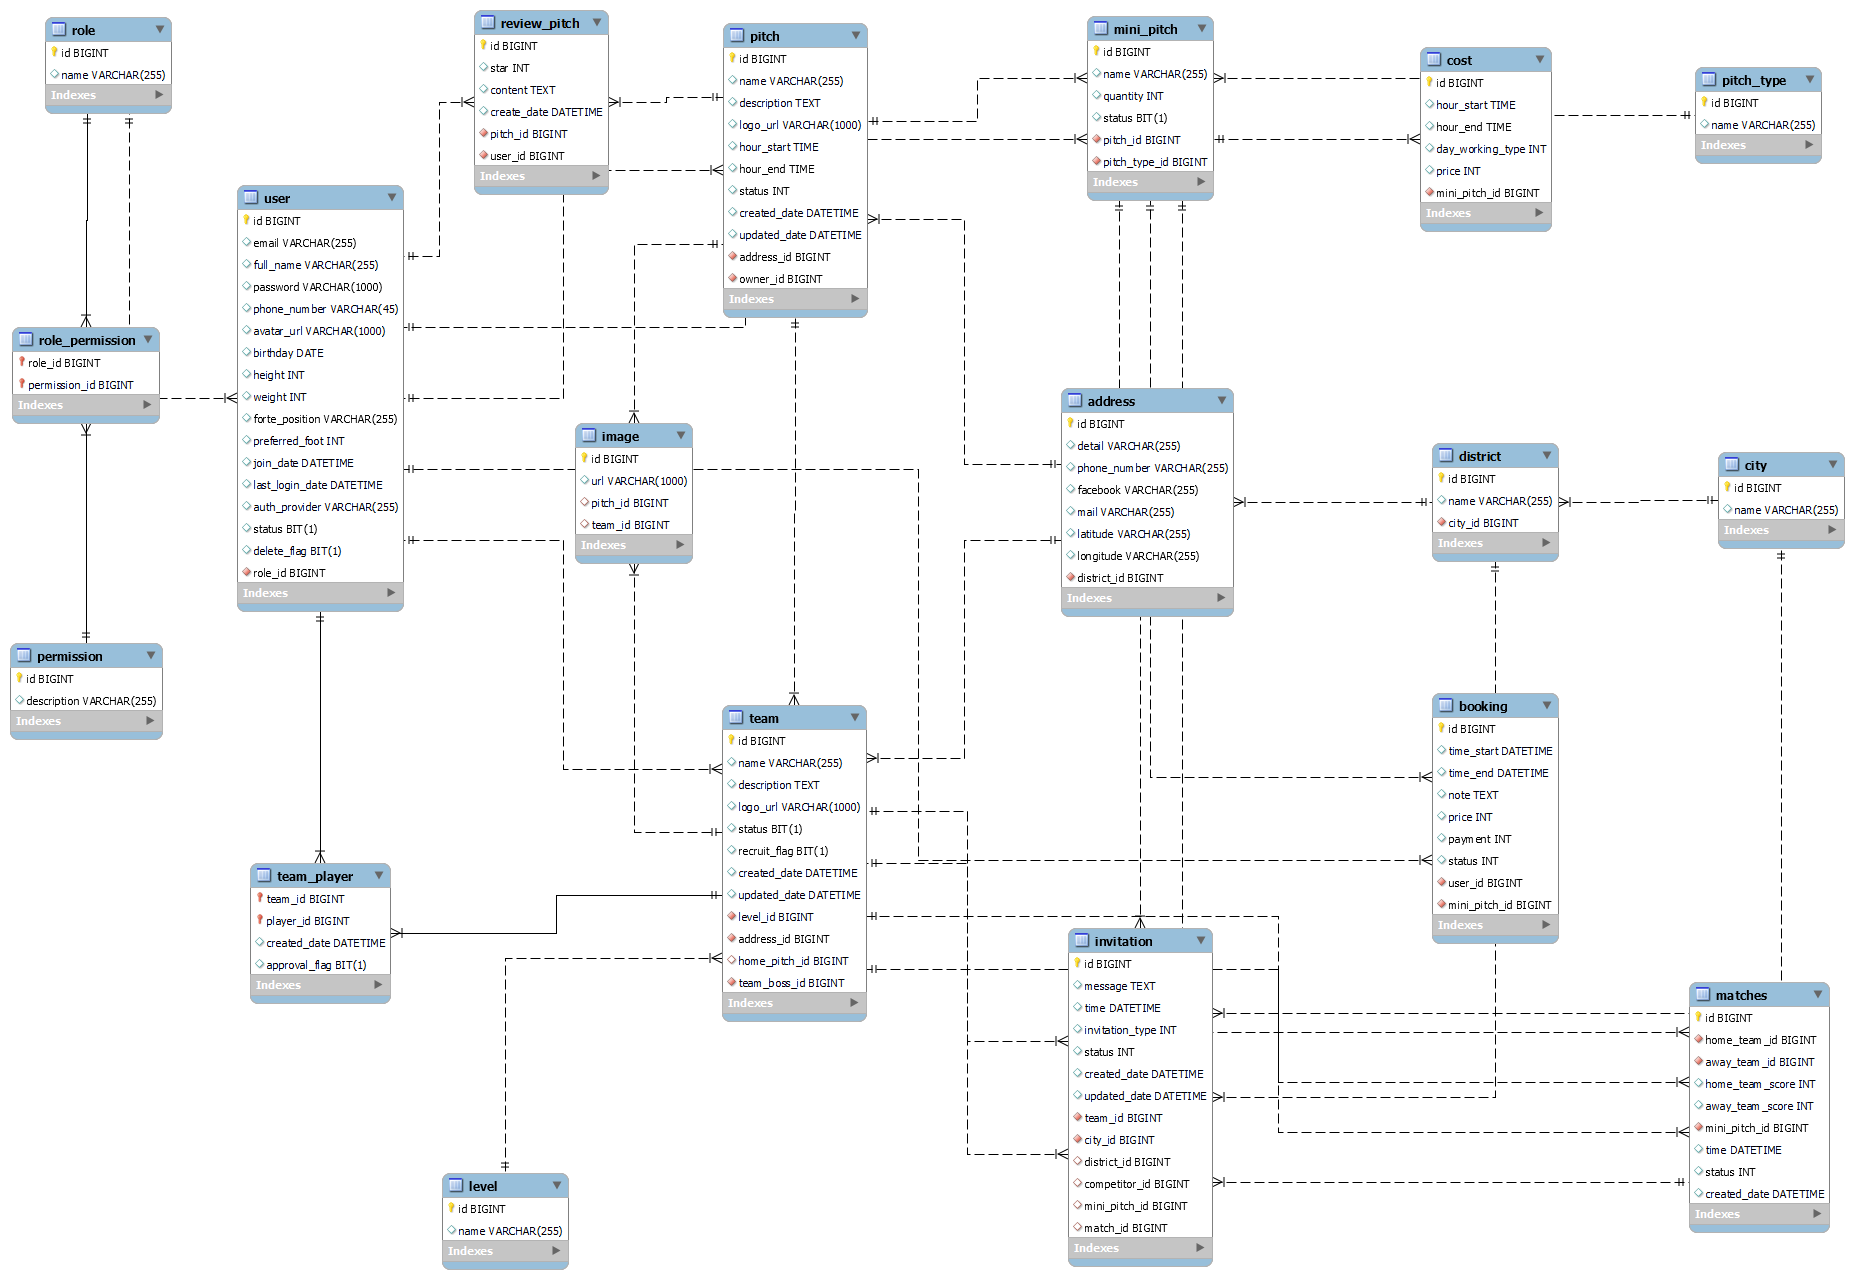 role
id BIGINT
name VARCHAR(255)
Indexes
review_pitch
id BIGINT
star INT
content TEXT
create_date DATETIME
pitch_id BIGINT
user_id BIGINT
Indexes
pitch
id BIGINT
name VARCHAR(255)
description TEXT
logo_url VARCHAR(1000)
hour_start TIME
hour_end TIME
status INT
created_date DATETIME
updated_date DATETIME
address_id BIGINT
owner_id BIGINT
Indexes
mini_pitch
id BIGINT
name VARCHAR(255)
quantity INT
status BIT(1)
pitch_id BIGINT
pitch_type_id BIGINT
Indexes
cost
id BIGINT
hour_start TIME
hour_end TIME
day_working_type INT
price INT
mini_pitch_id BIGINT
Indexes
pitch_type
id BIGINT
name VARCHAR(255)
Indexes
user
id BIGINT
email VARCHAR(255)
full_name VARCHAR(255)
password VARCHAR(1000)
phone_number VARCHAR(45)
avatar_url VARCHAR(1000)
birthday DATE
height INT
weight INT
forte_position VARCHAR(255)
preferred_foot INT
join_date DATETIME
last_login_date DATETIME
auth_provider VARCHAR(255)
status BIT(1)
delete_flag BIT(1)
role_id BIGINT
Indexes
role_permission
role_id BIGINT
permission_id BIGINT
Indexes
image
id BIGINT
url VARCHAR(1000)
pitch_id BIGINT
team_id BIGINT
Indexes
address
id BIGINT
detail VARCHAR(255)
phone_number VARCHAR(255)
facebook VARCHAR(255)
mail VARCHAR(255)
latitude VARCHAR(255)
longitude VARCHAR(255)
district_id BIGINT
Indexes
district
id BIGINT
name VARCHAR(255)
city_id BIGINT
Indexes
city
id BIGINT
name VARCHAR(255)
Indexes
permission
id BIGINT
description VARCHAR(255)
Indexes
team
id BIGINT
name VARCHAR(255)
description TEXT
logo_url VARCHAR(1000)
status BIT(1)
recruit_flag BIT(1)
created_date DATETIME
updated_date DATETIME
level_id BIGINT
address_id BIGINT
home_pitch_id BIGINT
team_boss_id BIGINT
Indexes
booking
id BIGINT
time_start DATETIME
time_end DATETIME
note TEXT
price INT
payment INT
status INT
user_id BIGINT
mini_pitch_id BIGINT
Indexes
team_player
team_id BIGINT
player_id BIGINT
created_date DATETIME
approval_flag BIT(1)
Indexes
invitation
id BIGINT
message TEXT
time DATETIME
invitation_type INT
status INT
created_date DATETIME
updated_date DATETIME
team_id BIGINT
city_id BIGINT
district_id BIGINT
competitor_id BIGINT
mini_pitch_id BIGINT
match_id BIGINT
Indexes
matches
id BIGINT
home_team_id BIGINT
away_team_id BIGINT
home_team_score INT
away_team_score INT
mini_pitch_id BIGINT
time DATETIME
status INT
created_date DATETIME
Indexes
level
id BIGINT
name VARCHAR(255)
Indexes